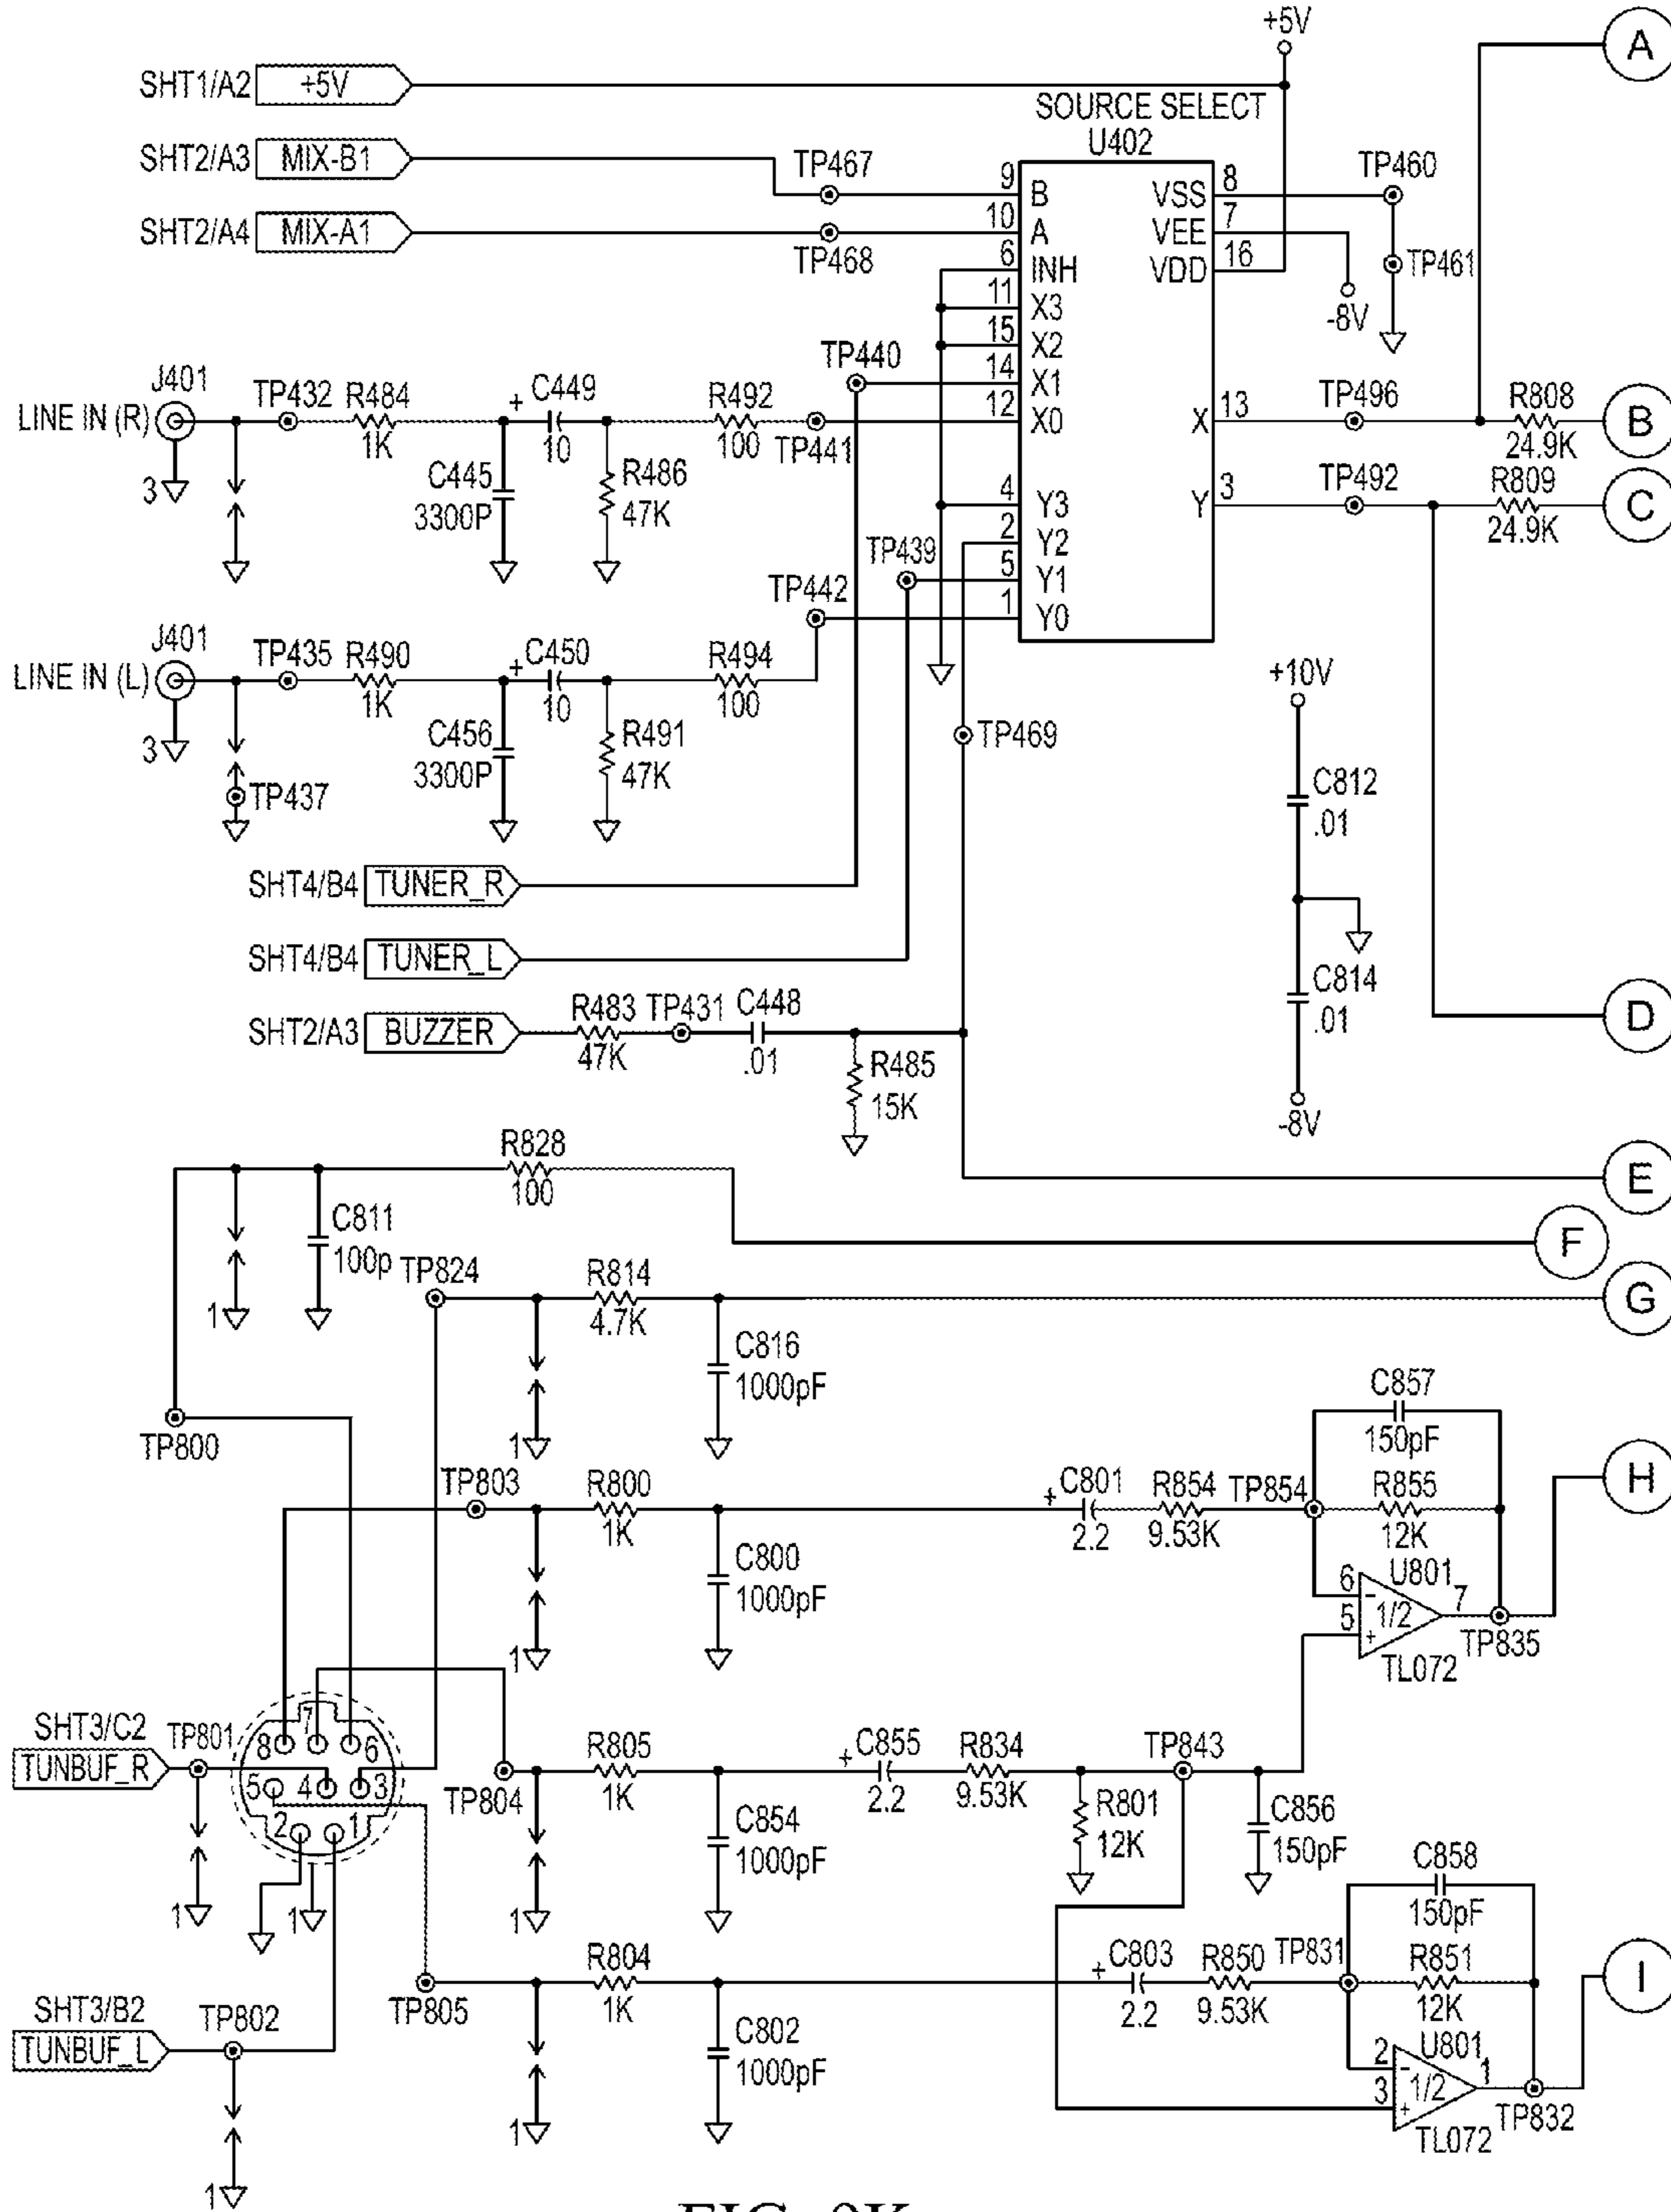 +5V
A
SHT1/A2 +5V
SOURCE SELECT
U402
SHT2/A3 MIX-B1
TP467
9 B
VSS 8
TP460
SHT2/A4 MIX-A1
TP468
10 A
VEE 7
6 INH
VDD 16
TP461
11 X3
-8V
15 X2
TP440
14 X1
J401
LINE IN (R)
TP432
R484
1K
+
C449
10
R492
100
TP441
12 X0
X 13
TP496
R808
24.9K
B
3
C445
3300P
R486
47K
4 Y3
Y 3
TP492
R809
24.9K
C
2 Y2
TP439
5 Y1
TP442
1 Y0
J401
LINE IN (L)
TP435
R490
1K
+
C450
10
R494
100
+10V
3
C456
3300P
R491
47K
TP469
TP437
C812
.01
SHT4/B4 TUNER_R
SHT4/B4 TUNER_L
C814
.01
D
SHT2/A3 BUZZER
R483
47K
TP431
C448
.01
R485
15K
-8V
R828
100
E
C811
100p
F
1
TP824
R814
4.7K
G
C816
1000pF
C857
150pF
TP800
1
TP803
R800
1K
+
C801
2.2
R854
9.53K
TP854
R855
12K
H
C800
1000pF
U801
6 -
5 +
1/2
7
TP835
TL072
1
SHT3/C2
TUNBUF_R
TP801
8 7 6
5 4 3
2 1
TP804
R805
1K
+
C855
2.2
R834
9.53K
TP843
C854
1000pF
R801
12K
C856
150pF
C858
150pF
1
1
1
TP805
R804
1K
+
C803
2.2
R850
9.53K
TP831
R851
12K
I
SHT3/B2
TUNBUF_L
TP802
C802
1000pF
U801
2 -
3 +
1/2
1
TP832
TL072
1
1